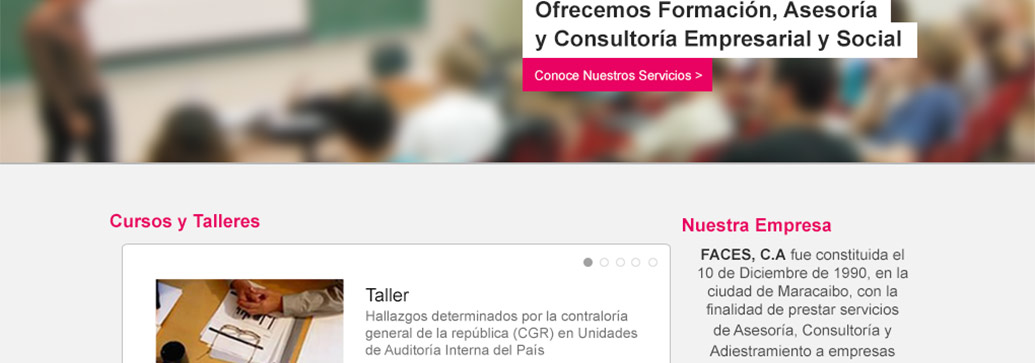 Ofrecemos Formación, Asesoría
y Consultoría Empresarial y Social
Conoce Nuestros Servicios >
Cursos y Talleres
Taller
Hallazgos determinados por la contraloría
general de la república (CGR) en Unidades
de Auditoría Interna del País
Nuestra Empresa
FACES, C.A fue constituida el
10 de Diciembre de 1990, en la
ciudad de Maracaibo, con la
finalidad de prestar servicios
de Asesoría, Consultoría y
Adiestramiento a empresas